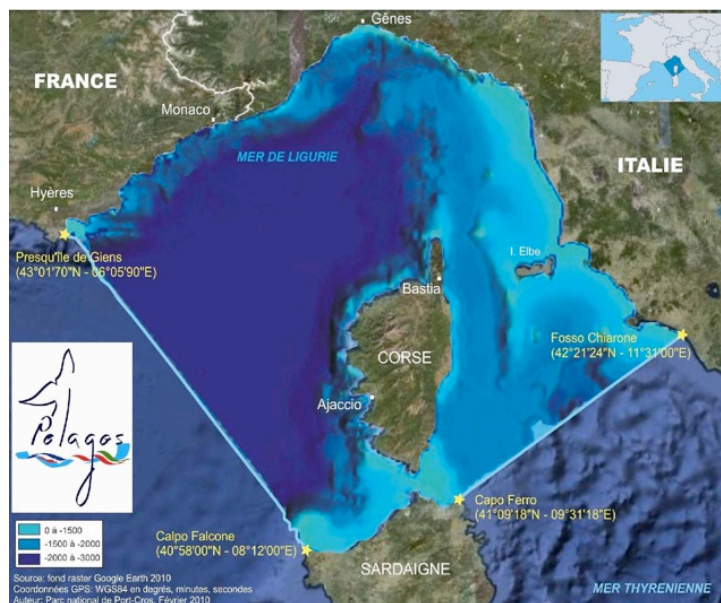 Gênes
FRANCE
Monaco
MER DE LIGURIE
ITALIE
Hyères
Presqu'île de Giens
(43°01'70"N - 06°05'90"E)
I. Elbe
Bastia
Fosso Chiarone
(42°21'24"N - 11°31'00"E)
CORSE
Ajaccio
Pelagos
Capo Ferro
(41°09'18"N - 09°31'18"E)
0 à -1500
-1500 à -2000
-2000 à -3000
Calpo Falcone
(40°58'00"N - 08°12'00"E)
SARDAIGNE
Source: fond raster Google Earth 2010
Coordonnées GPS: WGS84 en degrés, minutes, secondes
Auteur: Parc national de Port-Cros, Février 2010
MER THYRENIENNE